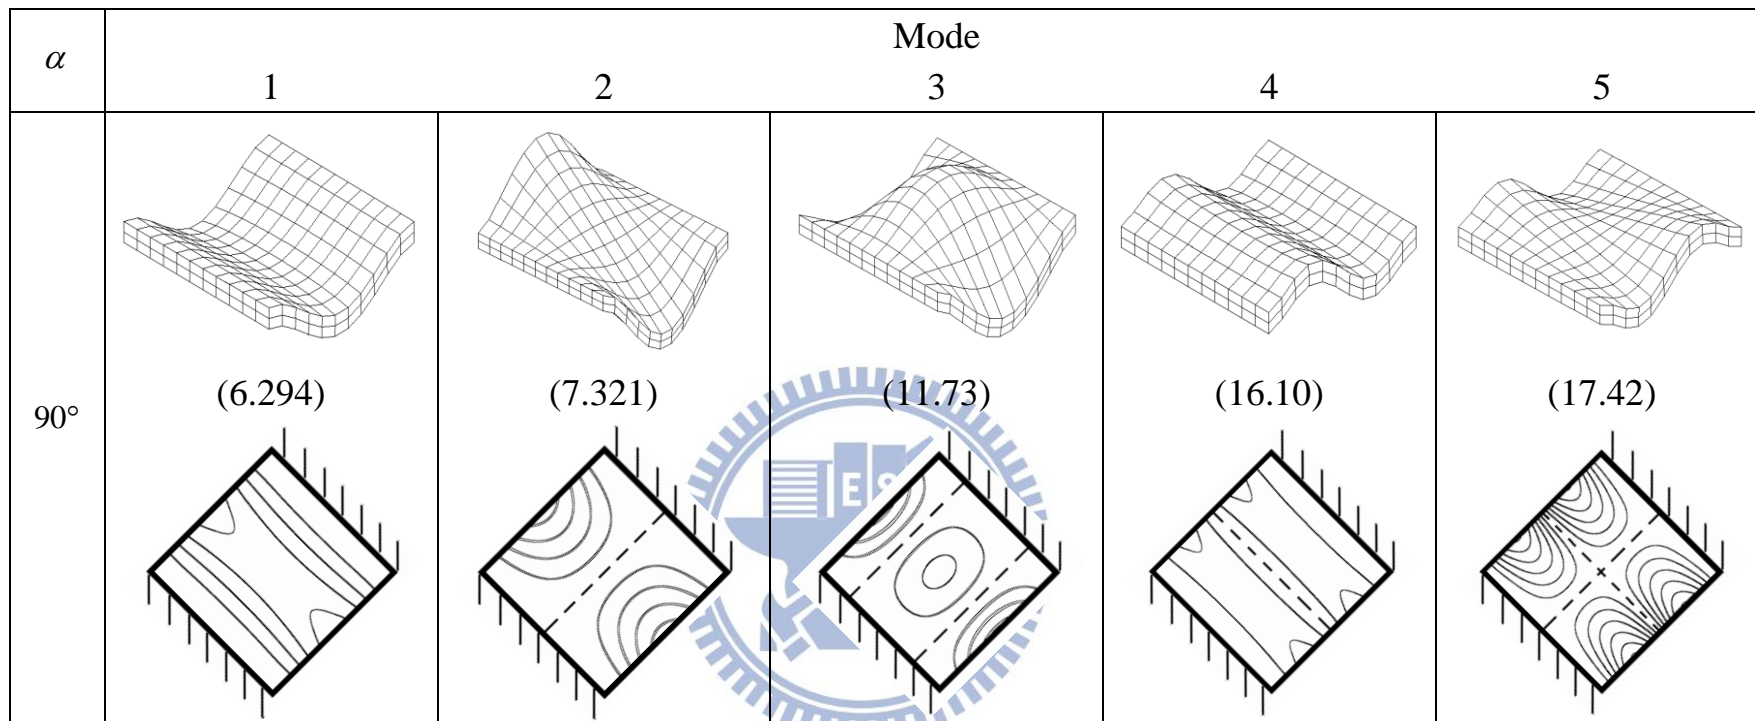 α
Mode
1 2 3 4 5
90°
(6.294) (7.321) (11.73) (16.10) (17.42)
E S